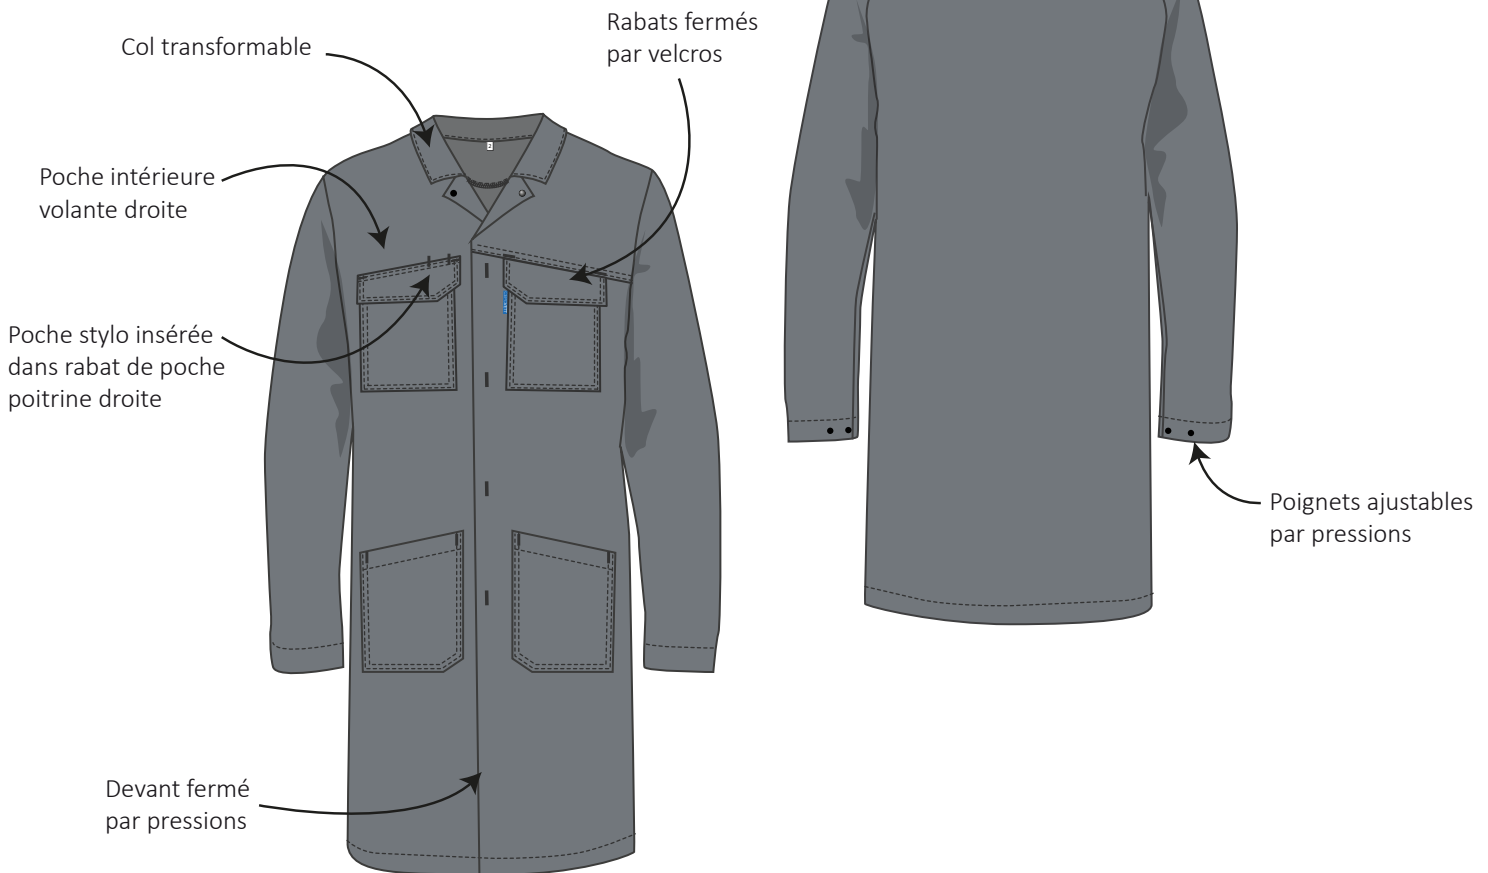 Col transformable
Rabats fermés
par velcros
Poche intérieure
volante droite
Poche stylo insérée
dans rabat de poche
poitrine droite
Poignets ajustables
par pressions
Devant fermé
par pressions
2